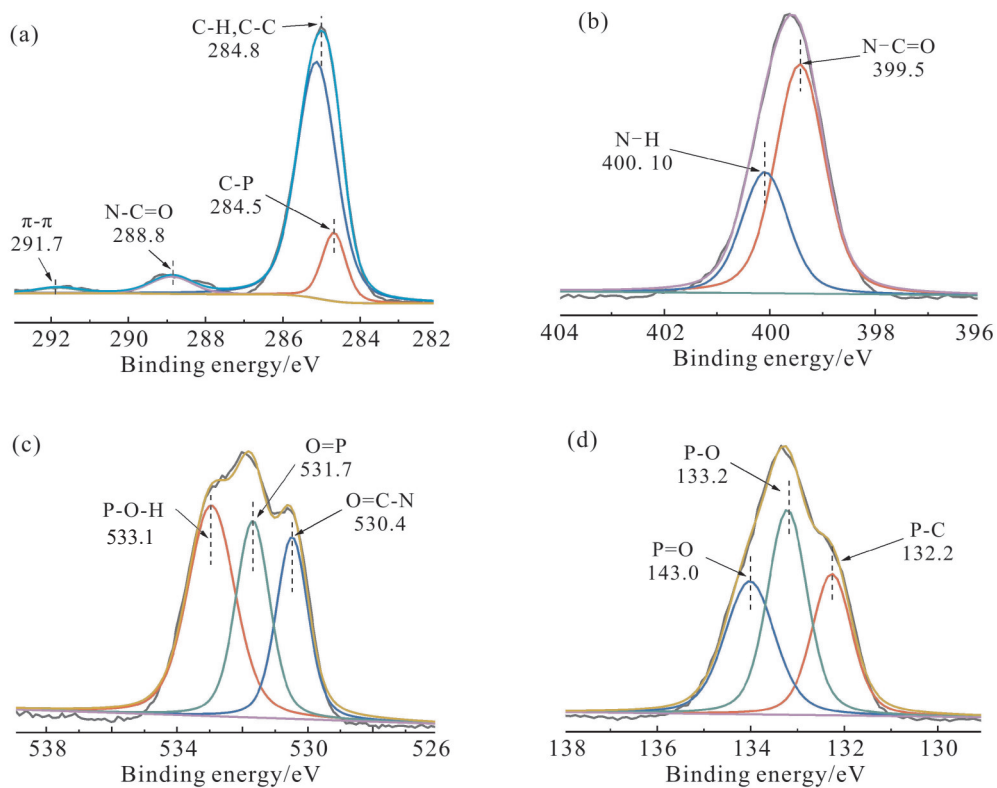 (a)
C-H,C-C
284.8
C-P
284.5
N-C=O
288.8
π-π
291.7
292 290 288 286 284 282
Binding energy/eV
(b)
N−C=O
399.5
N−H
400. 10
404 402 400 398 396
Binding energy/eV
(c)
O=P
531.7
O=C-N
530.4
P-O-H
533.1
538 534 530 526
Binding energy/eV
(d)
P-O
133.2
P-C
132.2
P=O
143.0
138 136 134 132 130
Binding energy/eV